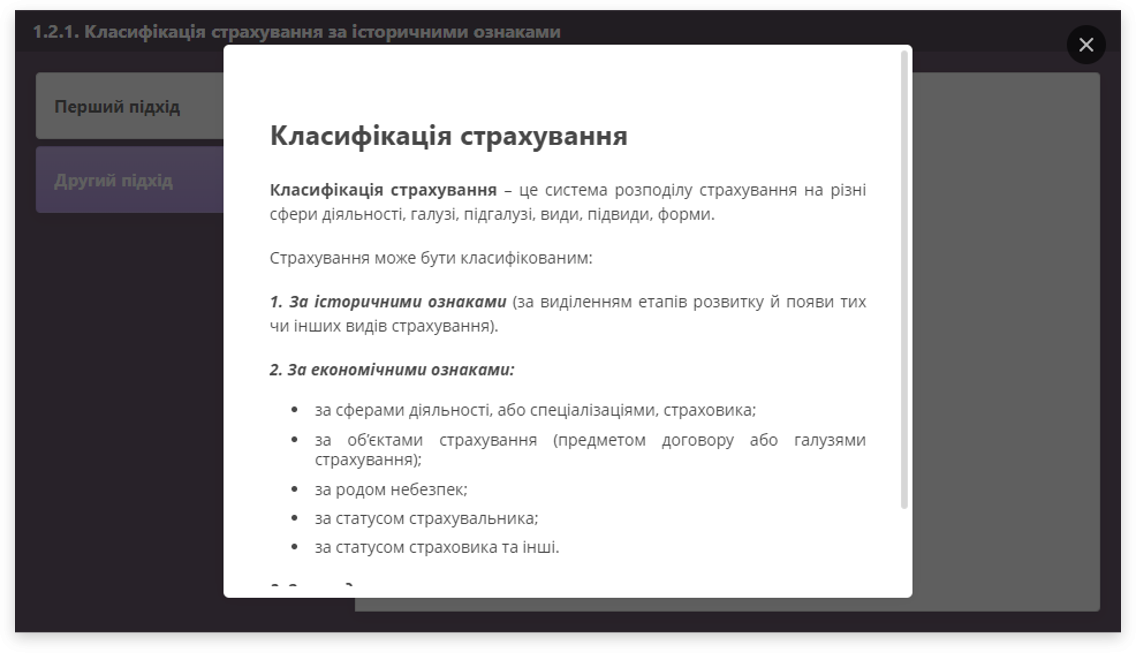 1.2.1. Класифікація страхування за історичними ознаками
Перший підхід
Другий підхід
Класифікація страхування
Класифікація страхування – це система розподілу страхування на різні
сфери діяльності, галузі, підгалузі, види, підвиди, форми.
Страхування може бути класифікованим:
1. За історичними ознаками (за виділенням етапів розвитку й появи тих
чи інших видів страхування).
2. За економічними ознаками:
• за сферами діяльності, або спеціалізаціями, страховика;
• за об’єктами страхування (предметом договору або галузями
страхування);
• за родом небезпек;
• за статусом страхувальника;
• за статусом страховика та інші.